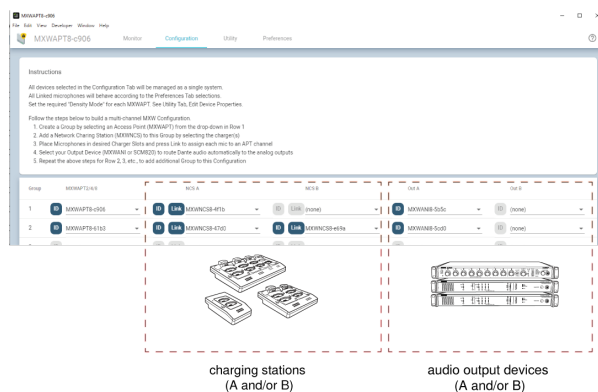 MXWAPT8-c906
File Edit View Developer Window Help
MXWAPT8-c906 Monitor Configuration Utility Preferences
Instructions
All devices selected in the Configuration Tab will be managed as a single system.
All Linked microphones will behave according to the Preferences Tab selections.
Set the required "Density Mode" for each MXWAPT. See Utility Tab, Edit Device Properties.
Follow the steps below to build a multi-channel MXW Configuration.
1. Create a Group by selecting an Access Point (MXWAPT) from the drop-down in Row 1
2. Add a Network Charing Station (MXWNCS) to this Group by selecting the charger(s)
3. Place Microphones in desired Charger Slots and press Link to assign each mic to an APT channel
4. Select your Output Device (MXWANI or SCM820) to route Dante audio automatically to the analog outputs
5. Repeat the above steps for Row 2, 3, etc., to add additional Group to this Configuration
Group MXWAPT2/4/8 NCS A NCS B Out A Out B
1 ID MXWAPT8-c906 ID Link MXWNCS8-4f1b ID Link (none) ID MXWANI8-5b5c ID (none)
2 ID MXWAPT8-61b3 ID Link MXWNCS8-47d0 ID Link MXWNCS8-e69a ID MXWANI8-5cd0 ID (none)
charging stations audio output devices
(A and/or B) (A and/or B)